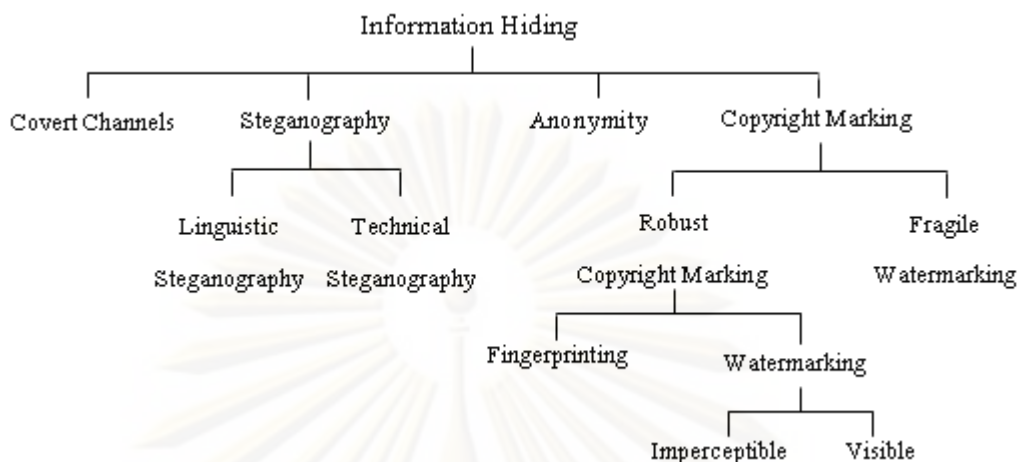 Information Hiding
Covert Channels
Steganography
Anonymity
Copyright Marking
Linguistic
Steganography
Technical
Steganography
Robust
Copyright Marking
Fragile
Watermarking
Fingerprinting
Watermarking
Imperceptible
Visible